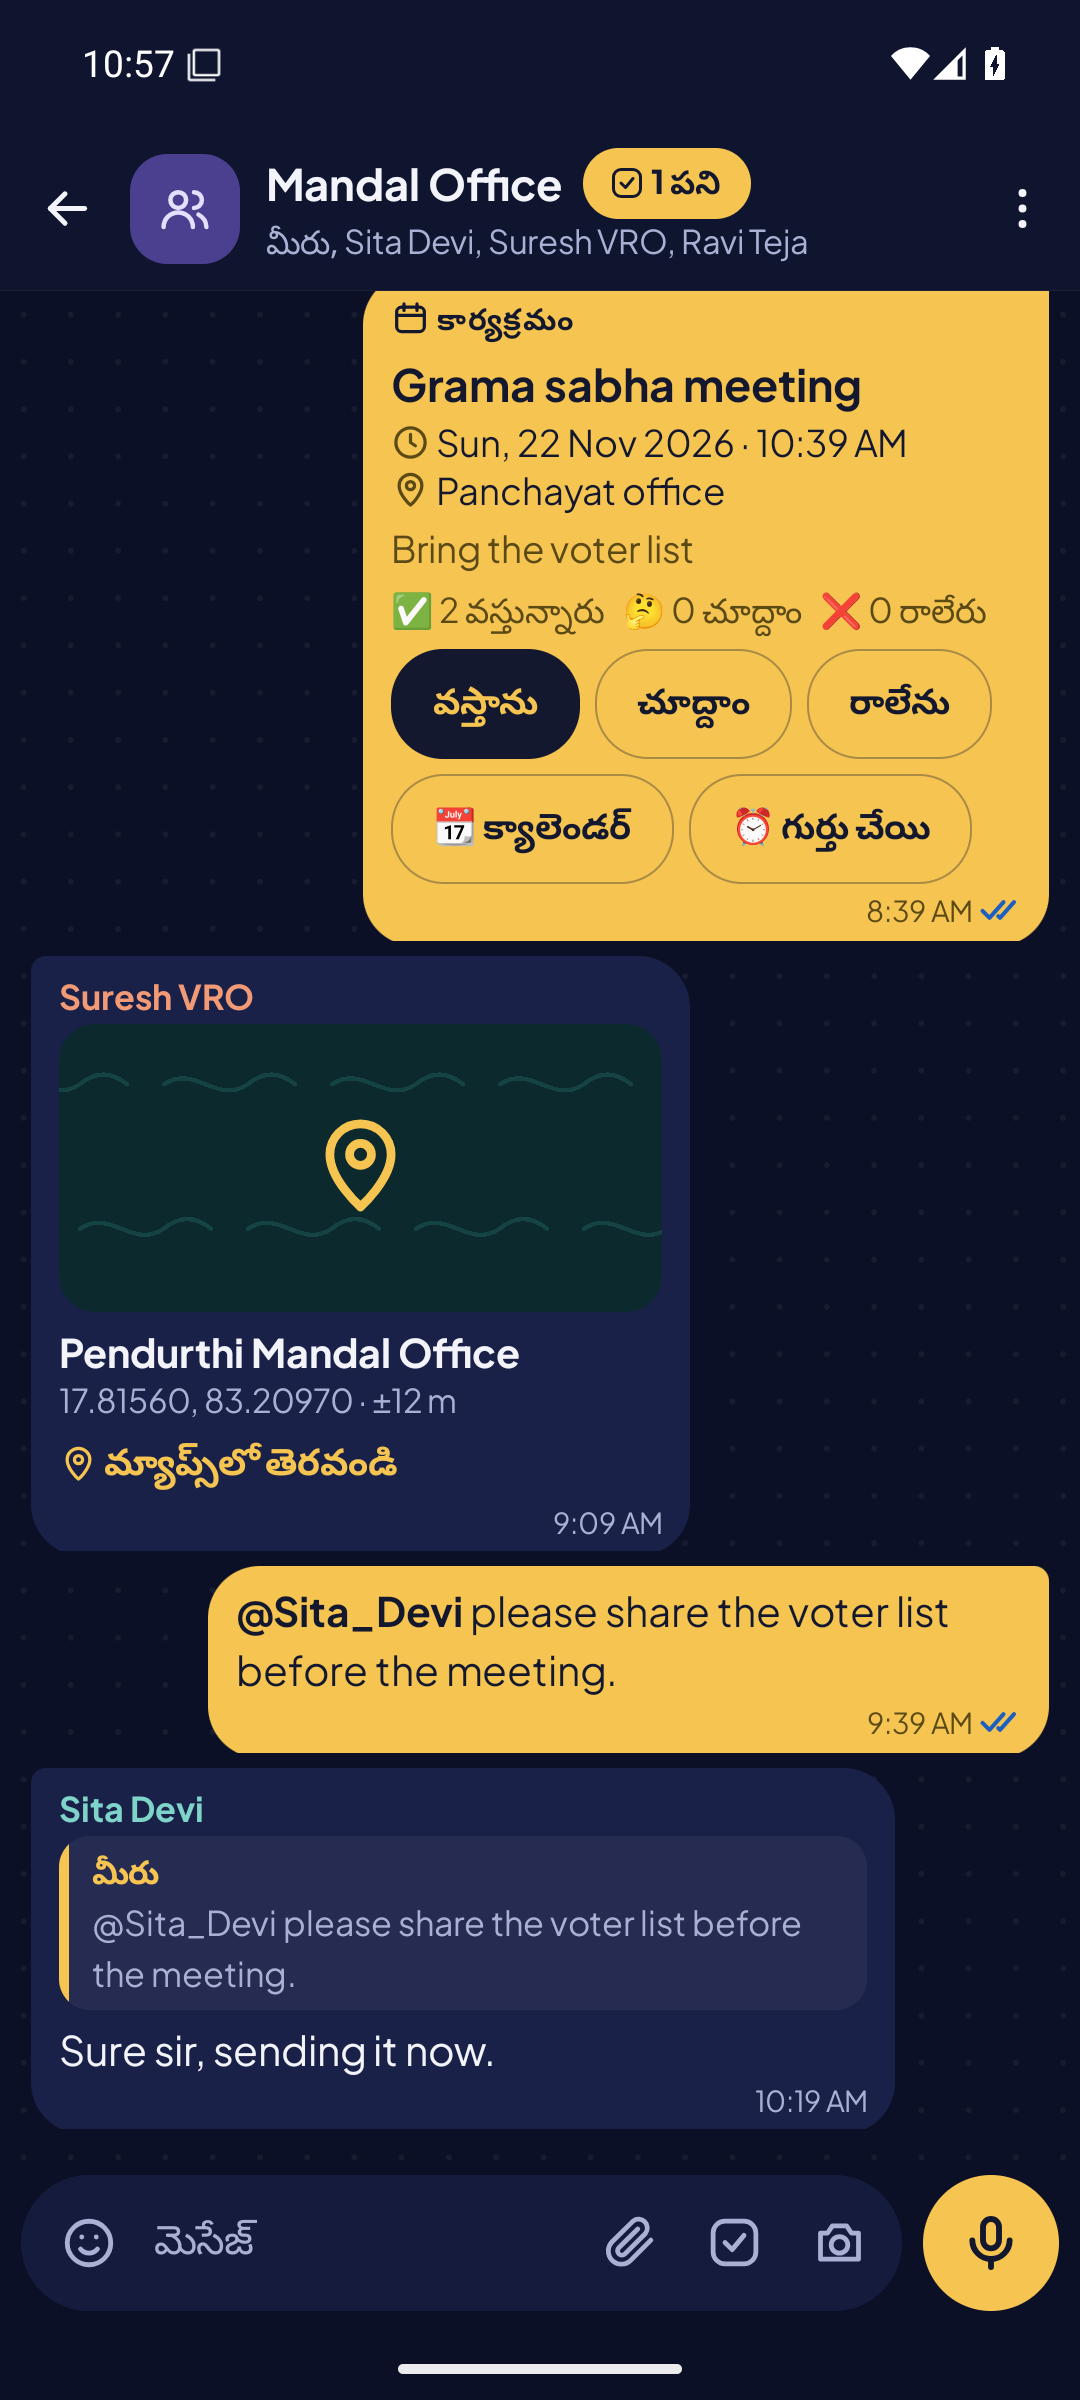 10:57
Mandal Office
1 పని
మీరు, Sita Devi, Suresh VRO, Ravi Teja
కార్యక్రమం
Grama sabha meeting
Sun, 22 Nov 2026 · 10:39 AM
Panchayat office
Bring the voter list
✅ 2 వస్తున్నారు 🤔 0 చూద్దాం ❌ 0 రాలేరు
వస్తాను చూద్దాం రాలేను
📅 క్యాలెండర్ ⏰ గుర్తు చేయి
8:39 AM
Suresh VRO
Pendurthi Mandal Office
17.81560, 83.20970 · ±12 m
మ్యాప్స్‌లో తెరవండి
9:09 AM
@Sita_Devi please share the voter list
before the meeting.
9:39 AM
Sita Devi
మీరు
@Sita_Devi please share the voter list before
the meeting.
Sure sir, sending it now.
10:19 AM
మెసేజ్